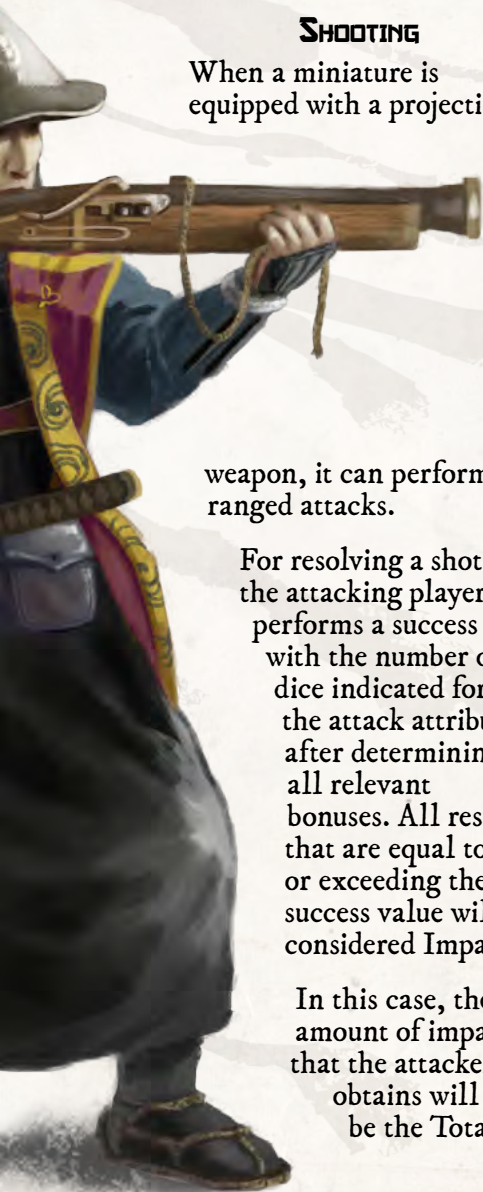 SHOOTING
When a miniature is
equipped with a projecti
weapon, it can perform
ranged attacks.
For resolving a shot
the attacking player
performs a success
with the number o
dice indicated for
the attack attribu
after determinin
all relevant
bonuses. All res
that are equal to
or exceeding the
success value wil
considered Impa
In this case, the
amount of impa
that the attacke
obtains will
be the Tota